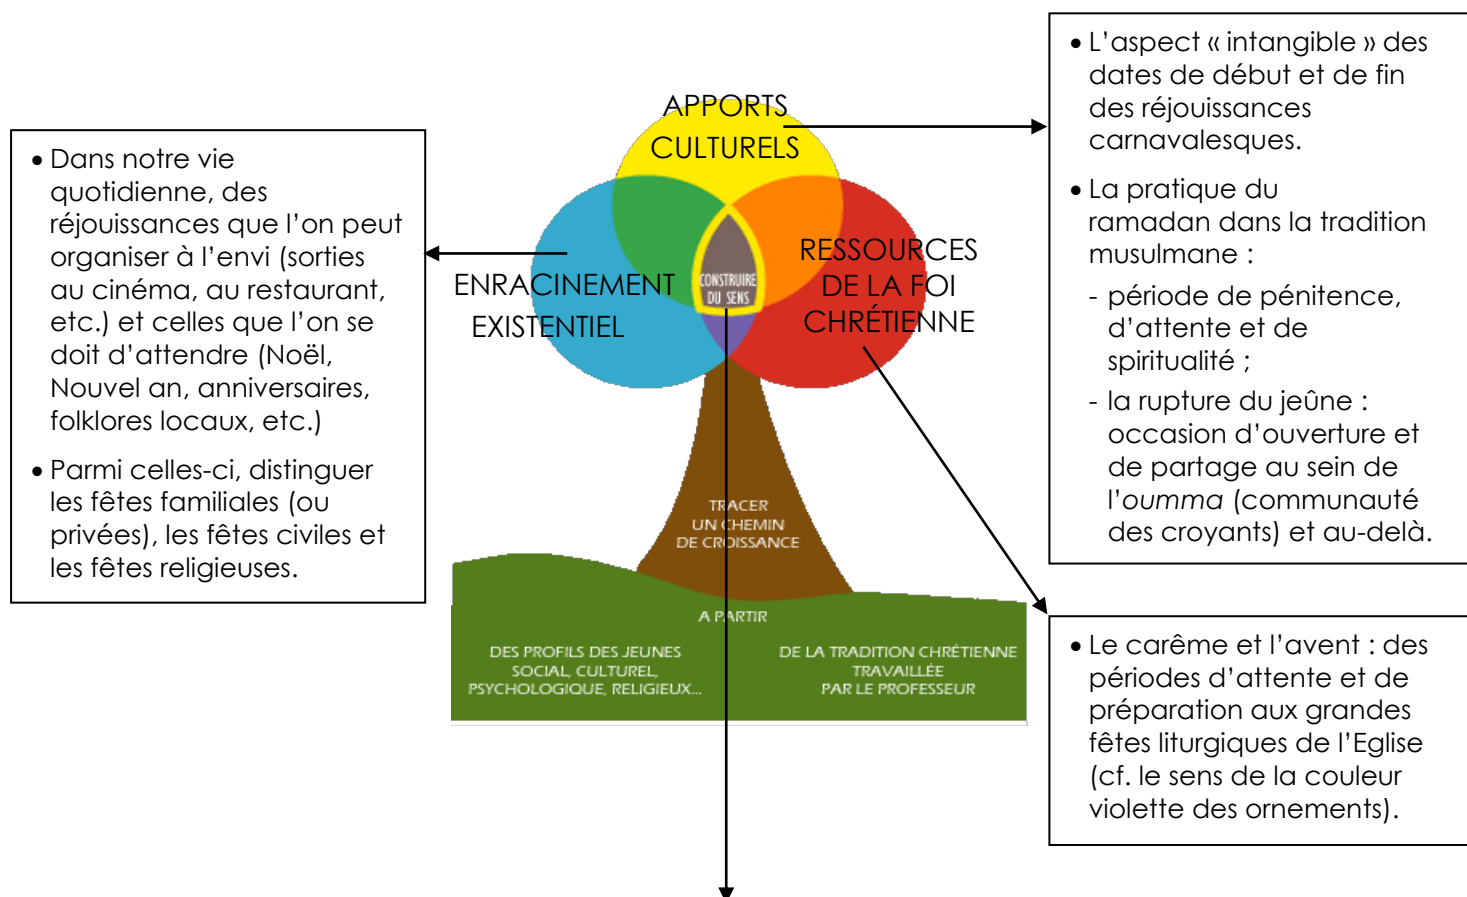 APPORTS
CULTURELS
ENRACINEMENT
EXISTENTIEL
RESSOURCES
DE LA FOI
CHRÉTIENNE
CONSTRUIRE
DU SENS
TRACER
UN CHEMIN
DE CROISSANCE
A PARTIR
DES PROFILS DES JEUNES
SOCIAL, CULTUREL,
PSYCHOLOGIQUE, RELIGIEUX...
DE LA TRADITION CHRÉTIENNE
TRAVAILLÉE
PAR LE PROFESSEUR
• Dans notre vie
quotidienne, des
réjouissances que l’on peut
organiser à l’envi (sorties
au cinéma, au restaurant,
etc.) et celles que l’on se
doit d’attendre (Noël,
Nouvel an, anniversaires,
folklores locaux, etc.)
• Parmi celles-ci, distinguer
les fêtes familiales (ou
privées), les fêtes civiles et
les fêtes religieuses.
• L’aspect « intangible » des
dates de début et de fin
des réjouissances
carnavalesques.
• La pratique du
ramadan dans la tradition
musulmane :
- période de pénitence,
d’attente et de
spiritualité ;
- la rupture du jeûne :
occasion d’ouverture et
de partage au sein de
l’oumma (communauté
des croyants) et au-delà.
• Le carême et l’avent : des
périodes d’attente et de
préparation aux grandes
fêtes liturgiques de l’Eglise
(cf. le sens de la couleur
violette des ornements).